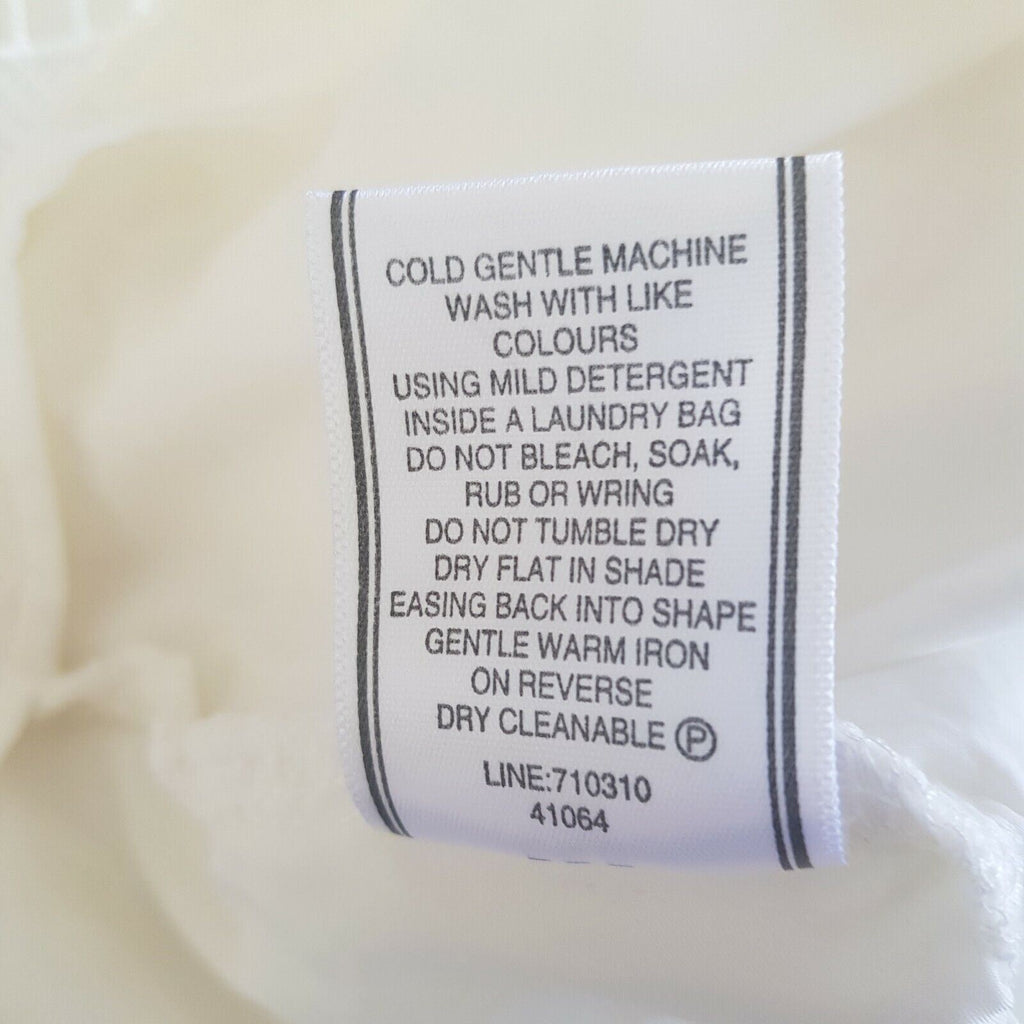 COLD GENTLE MACHINE
WASH WITH LIKE
COLOURS
USING MILD DETERGENT
INSIDE A LAUNDRY BAG
DO NOT BLEACH, SOAK,
RUB OR WRING
DO NOT TUMBLE DRY
DRY FLAT IN SHADE
EASING BACK INTO SHAPE
GENTLE WARM IRON
ON REVERSE
DRY CLEANABLE Ⓟ
LINE:710310
41064